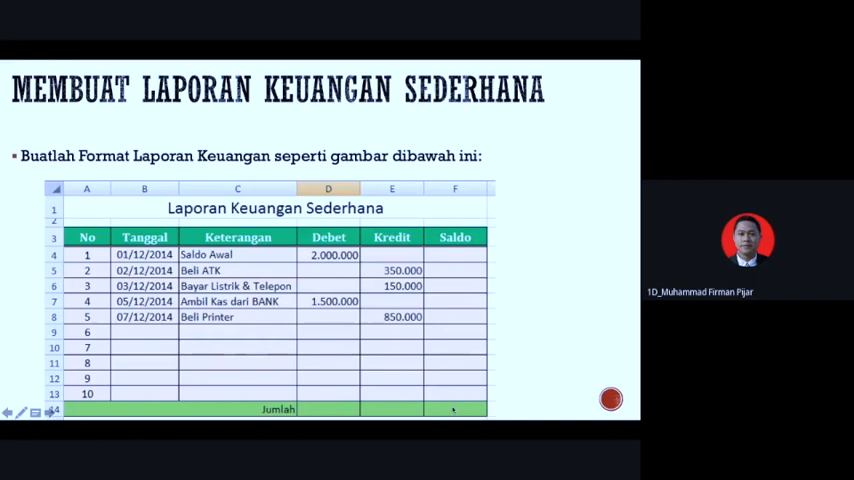 MEMBUAT LAPORAN KEUANGAN SEDERHANA
▪ Buatlah Format Laporan Keuangan seperti gambar dibawah ini:
A B C D E F
1 Laporan Keuangan Sederhana
2
3 No Tanggal Keterangan Debet Kredit Saldo
4 1 01/12/2014 Saldo Awal 2.000.000
5 2 02/12/2014 Beli ATK 350.000
6 3 03/12/2014 Bayar Listrik & Telepon 150.000
7 4 05/12/2014 Ambil Kas dari BANK 1.500.000
8 5 07/12/2014 Beli Printer 850.000
9 6
10 7
11 8
12 9
13 10
14 Jumlah
1D_Muhammad Firman Pijar